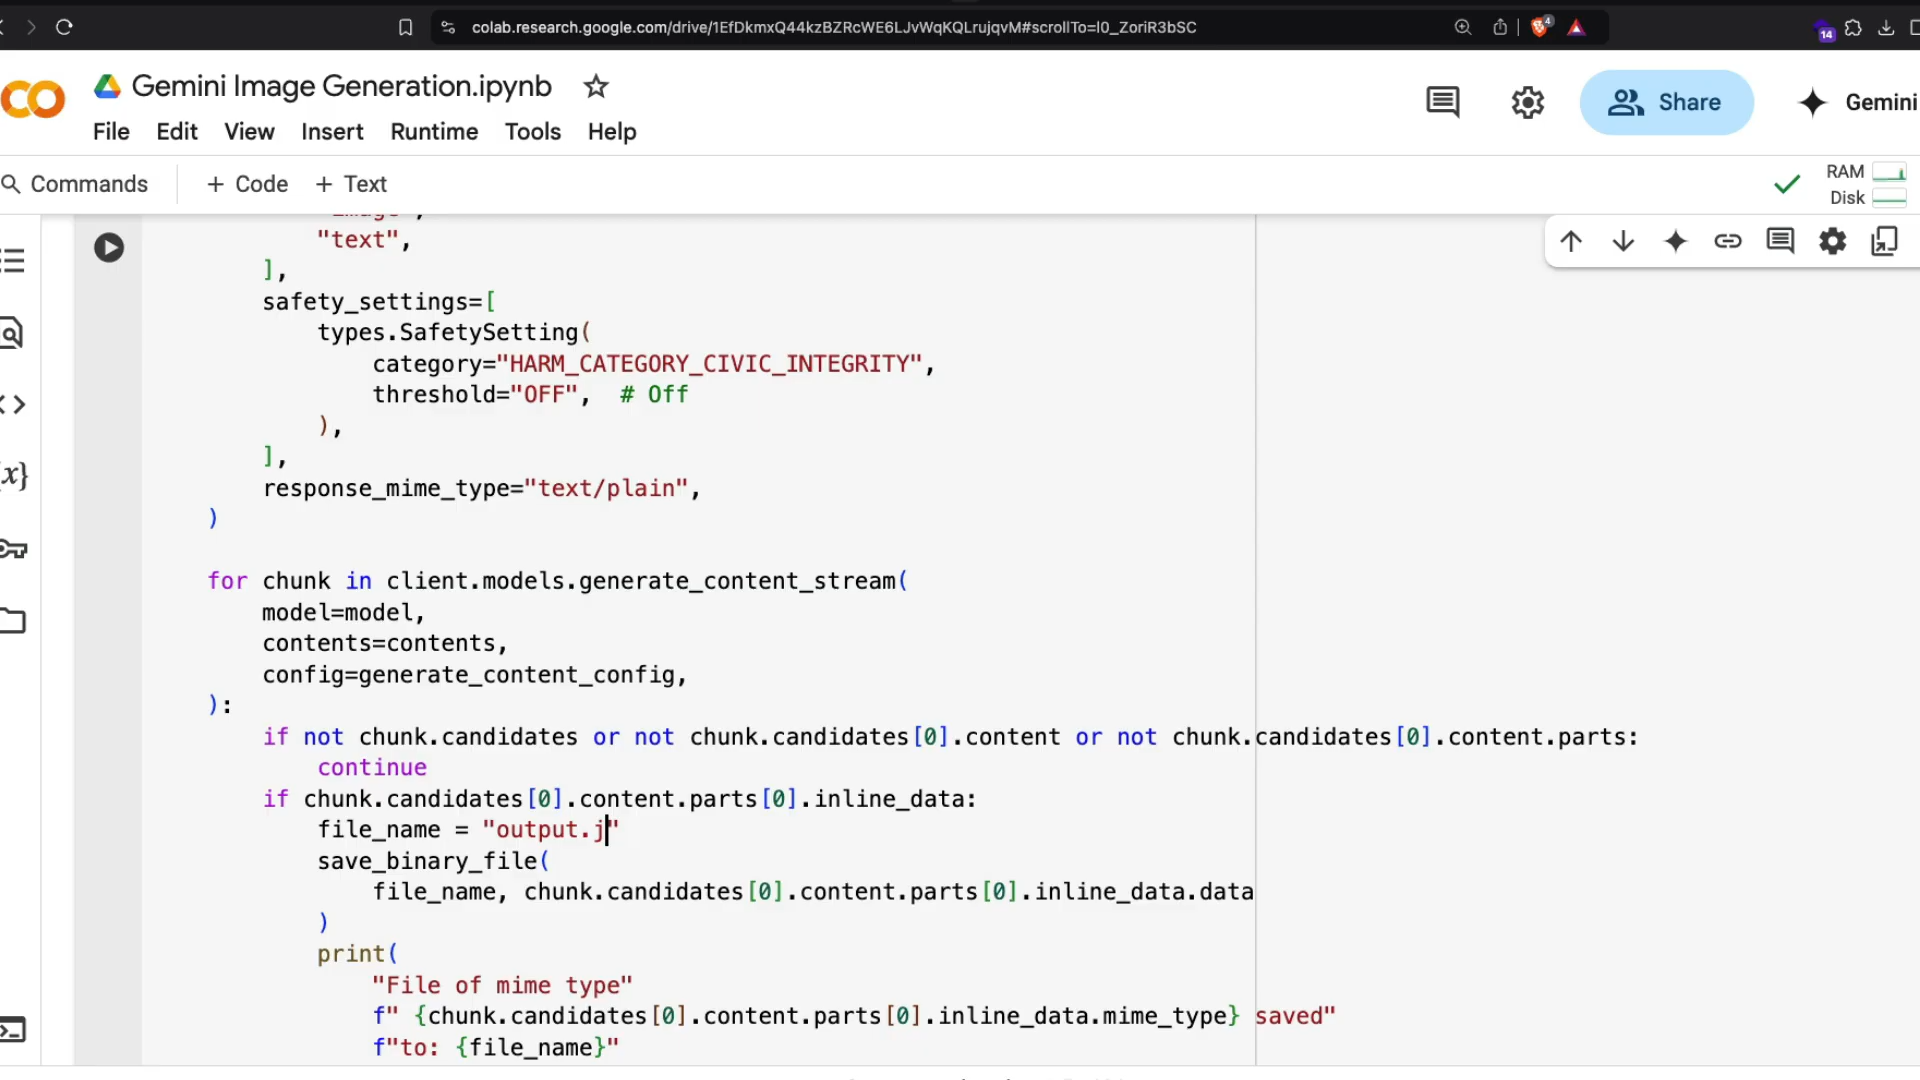 colab.research.google.com/drive/1EfDkmxQ44kzBZRcWE6LJvWqKQLrujqvM#scrollTo=I0_ZoriR3bSC
4
14
Gemini Image Generation.ipynb
Share
Gemini
File Edit View Insert Runtime Tools Help
Commands
+ Code + Text
RAM
Disk
"text",
],
safety_settings=[
types.SafetySetting(
category="HARM_CATEGORY_CIVIC_INTEGRITY",
threshold="OFF",  # Off
),
],
response_mime_type="text/plain",
)
for chunk in client.models.generate_content_stream(
model=model,
contents=contents,
config=generate_content_config,
):
if not chunk.candidates or not chunk.candidates[0].content or not chunk.candidates[0].content.parts:
continue
if chunk.candidates[0].content.parts[0].inline_data:
file_name = "output.j"
save_binary_file(
file_name, chunk.candidates[0].content.parts[0].inline_data.data
)
print(
"File of mime type"
f" {chunk.candidates[0].content.parts[0].inline_data.mime_type} saved"
f"to: {file_name}"